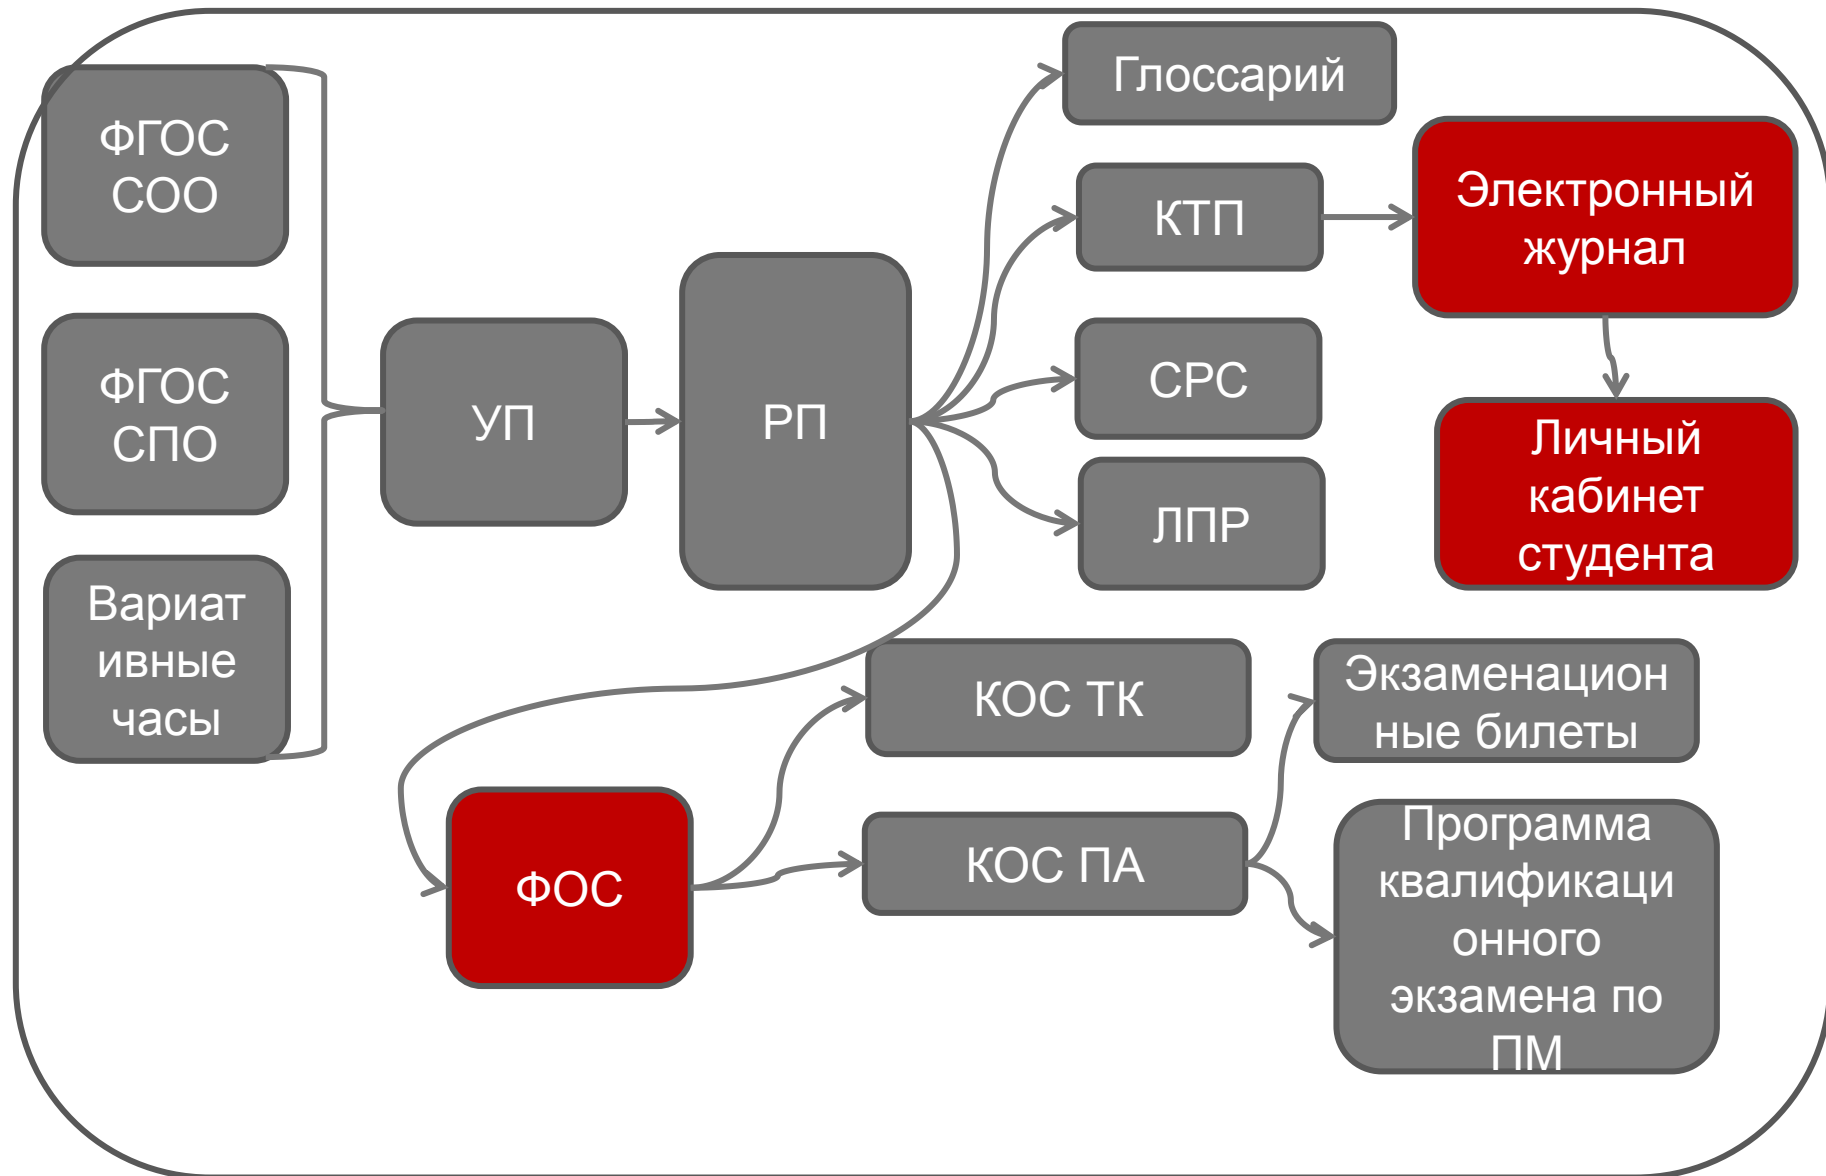 ФГОС
СОО
ФГОС
СПО
Вариат
ивные
часы
УП
РП
Глоссарий
КТП
СРС
ЛПР
Электронный
журнал
Личный
кабинет
студента
ФОС
КОС ТК
КОС ПА
Экзаменацион
ные билеты
Программа
квалификаци
онного
экзамена по
ПМ